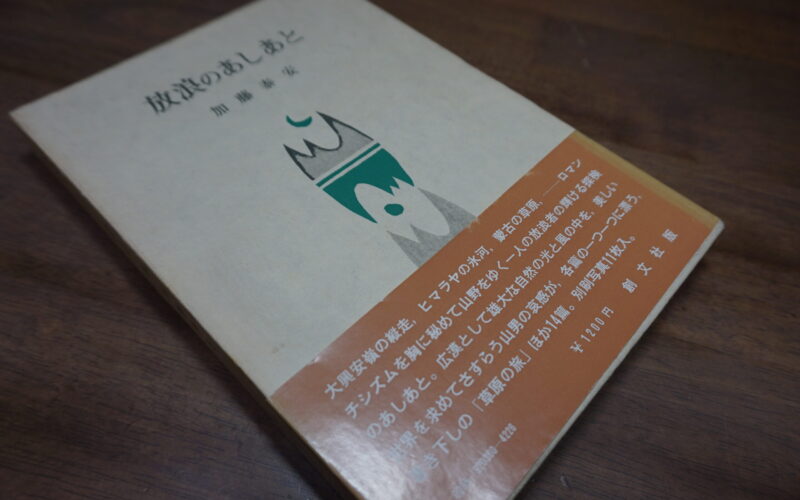 放浪のあしあと
加藤泰安
大興安嶺の縦走，ヒマラヤの氷河，蒙古の草原，――ロマン
チシズムを胸に秘めて山野をゆく一人の放浪者の輝ける探検
のあしあと。広漠として雄大な自然の光と風の中を，美しい
世界を求めてさすらう山男の哀感が，各篇の一つ一つに漂う，
書き下しの「草原の旅」ほか14篇。別刷写真11枚入。
￥1200円 創文社版